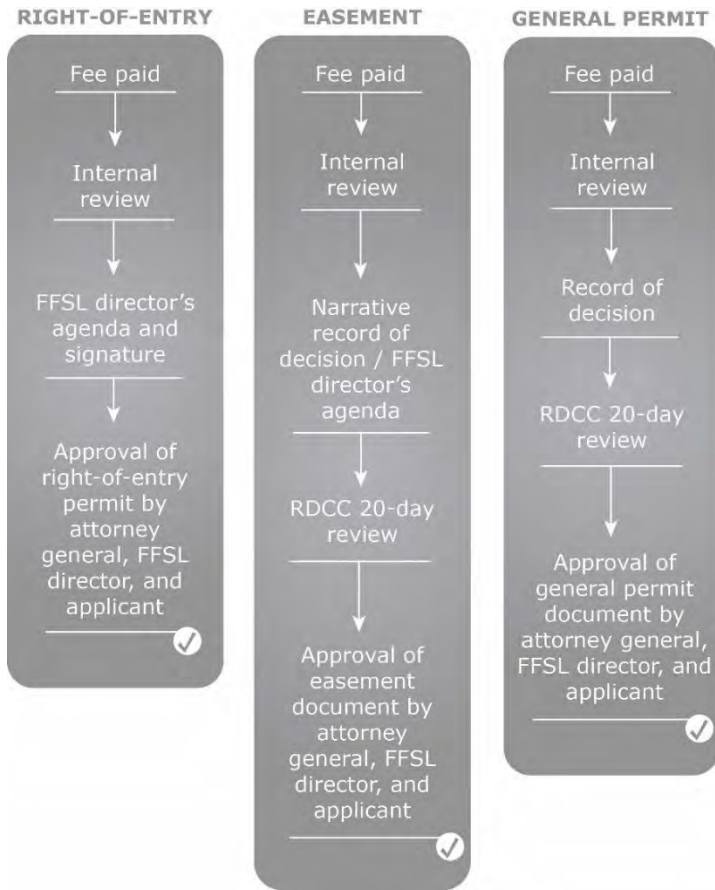 RIGHT-OF-ENTRY
Fee paid
Internal
review
FFSL director's
agenda and
signature
Approval of
right-of-entry
permit by
attorney
general, FFSL
director, and
applicant
EASEMENT
Fee paid
Internal
review
Narrative
record of
decision / FFSL
director's
agenda
RDCC 20-day
review
Approval of
easement
document by
attorney
general, FFSL
director, and
applicant
GENERAL PERMIT
Fee paid
Internal
review
Record of
decision
RDCC 20-day
review
Approval of
general permit
document by
attorney general,
FFSL director, and
applicant